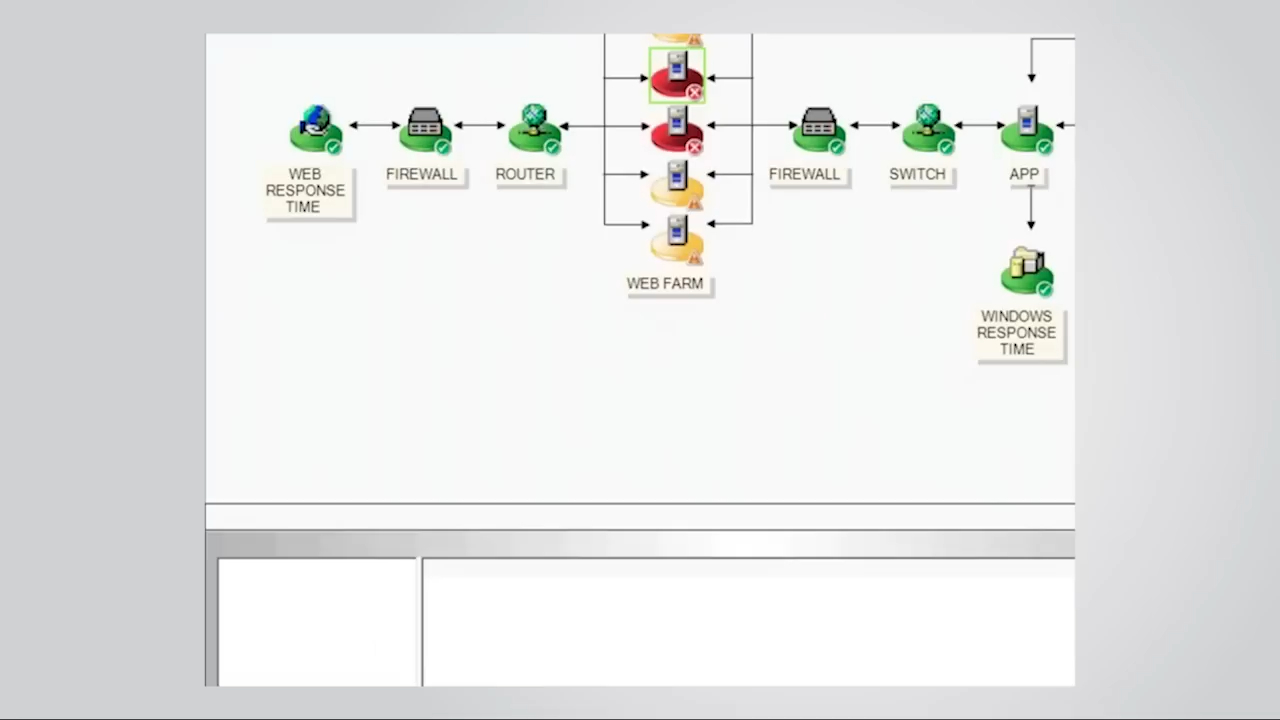 WEB
RESPONSE
TIME
FIREWALL
ROUTER
WEB FARM
FIREWALL
SWITCH
APP
WINDOWS
RESPONSE
TIME